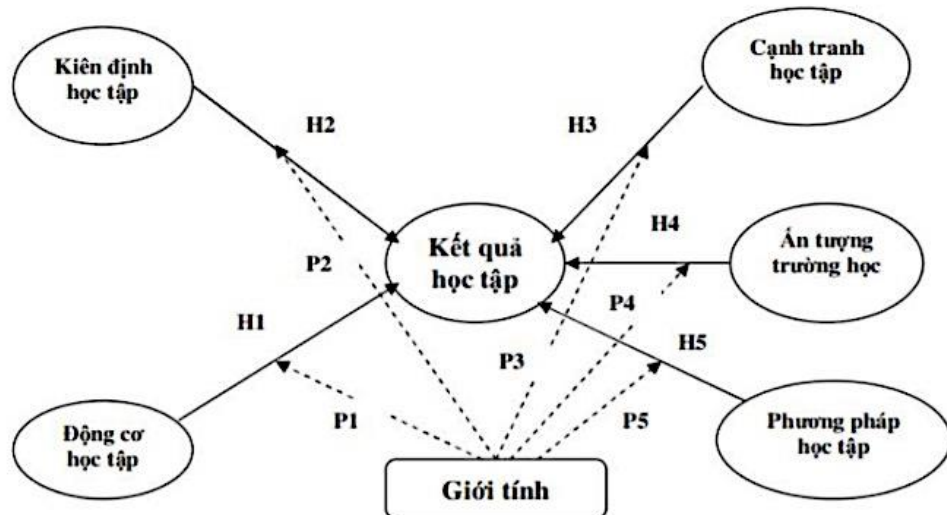 Kiên định
học tập
Cạnh tranh
học tập
H2
H3
Kết quả
học tập
H4
Ấn tượng
trường học
P2
P4
H1
H5
P3
P1
P5
Động cơ
học tập
Phương pháp
học tập
Giới tính